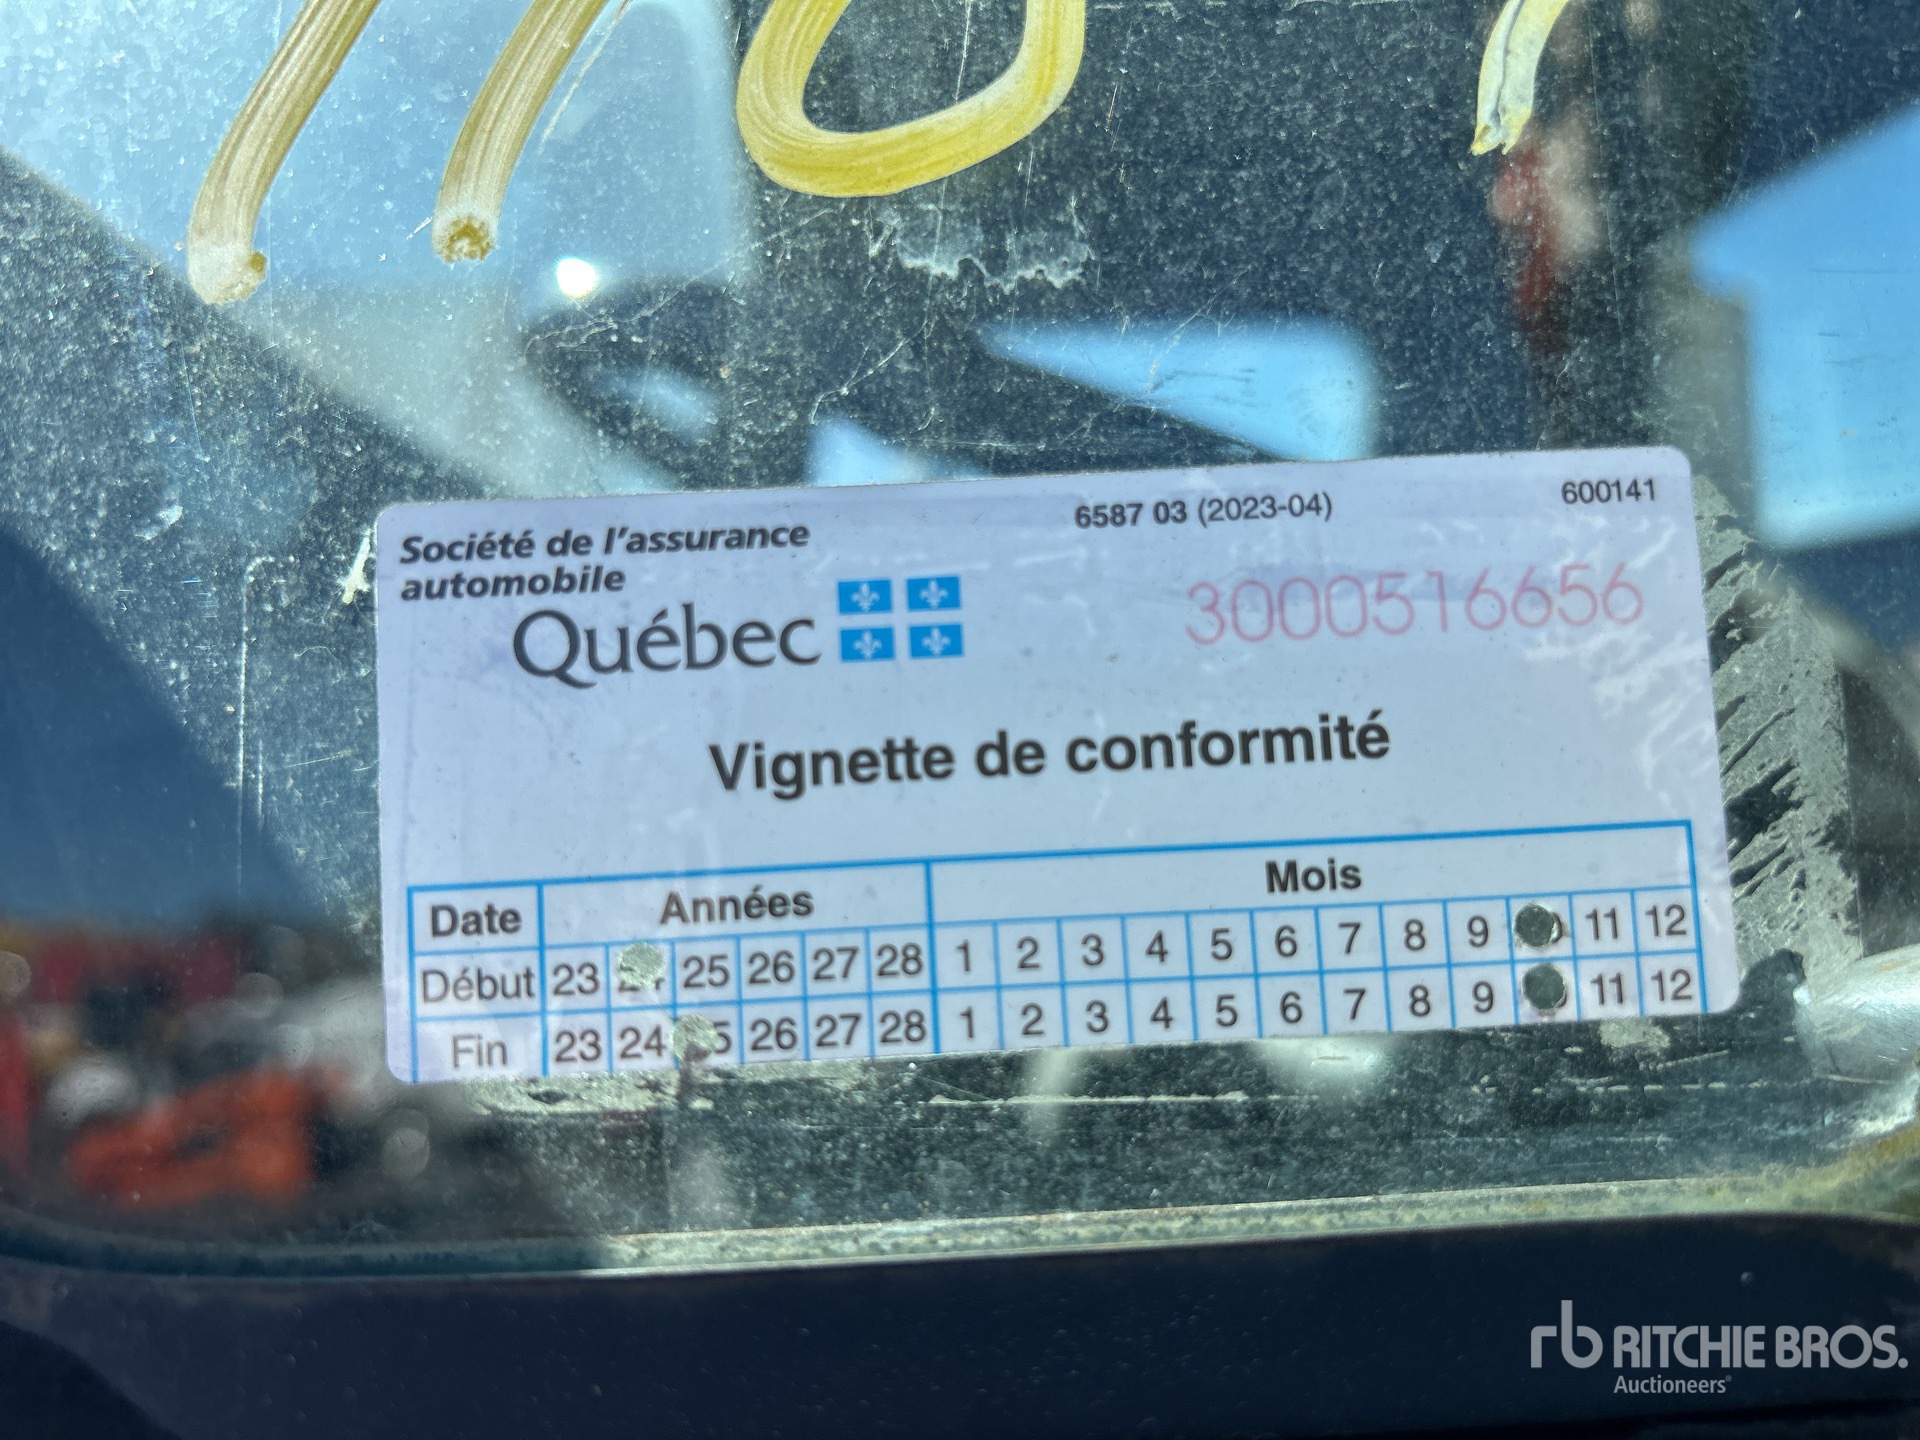 6587 03 (2023-04)
600141
Société de l'assurance
automobile
Québec
3000516656
Vignette de conformité
Date Années Mois
Début 23 25 26 27 28 1 2 3 4 5 6 7 8 9 11 12
Fin 23 24 26 27 28 1 2 3 4 5 6 7 8 9 11 12
rb RITCHIE BROS.
Auctioneers